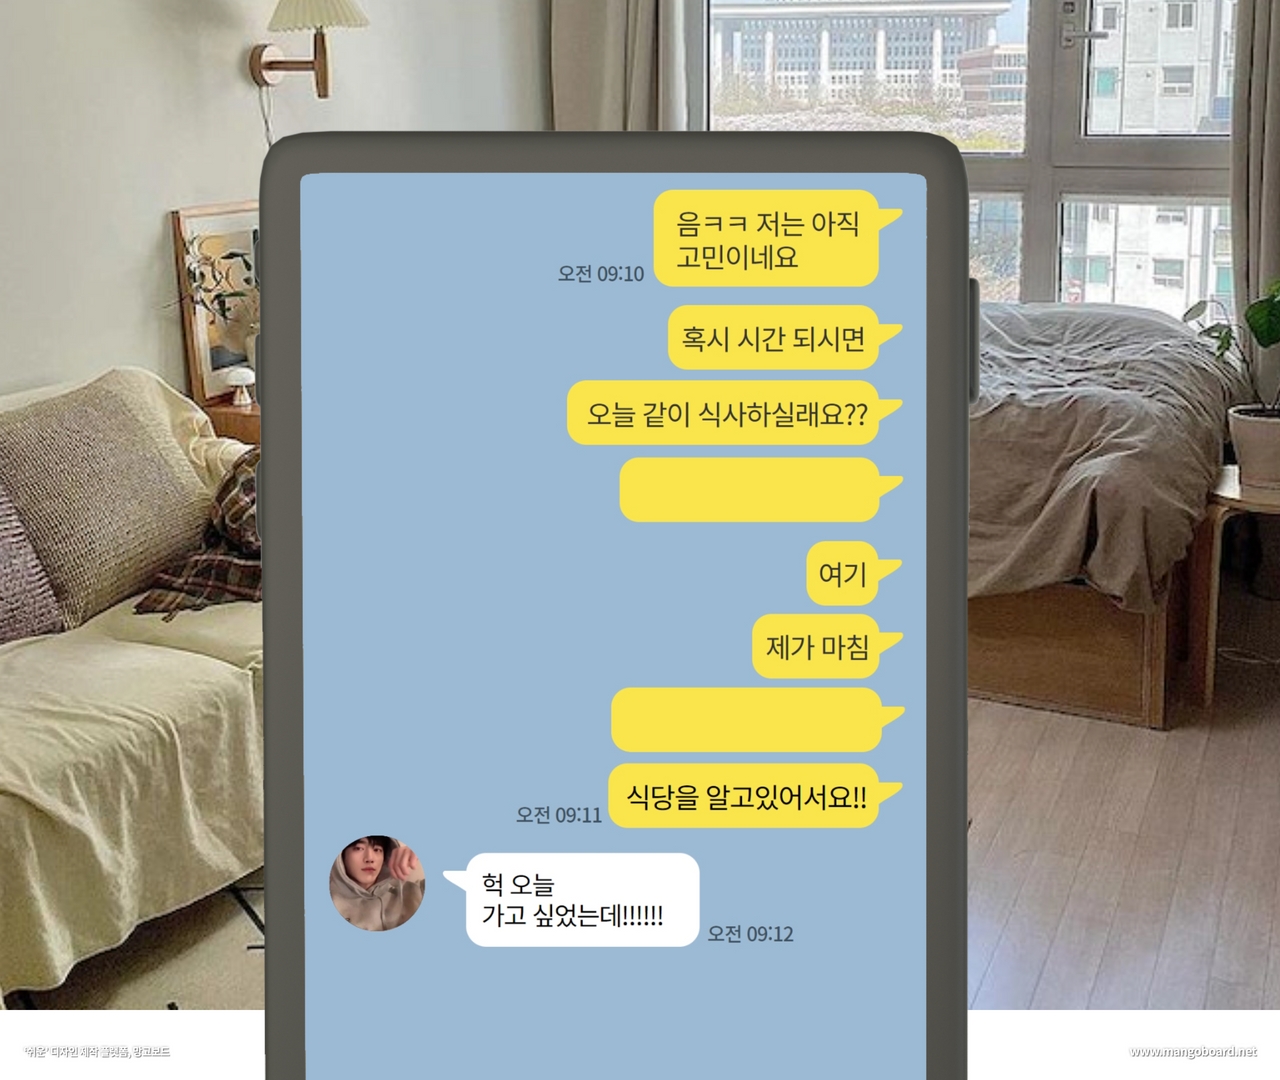 음ㅋㅋ 저는 아직
고민이네요
오전 09:10
혹시 시간 되시면
오늘 같이 식사하실래요??
여기
제가 마침
식당을 알고있어서요!!
오전 09:11
헉 오늘
가고 싶었는데!!!!!!
오전 09:12
'쉬운' 디자인 제작 플랫폼, 망고보드
www.mangoboard.net